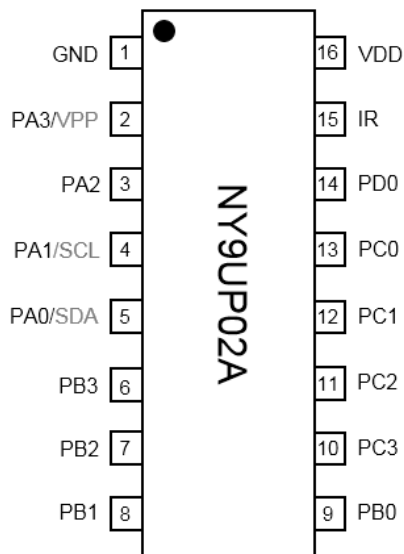 GND 1 16 VDD
PA3/VPP 2 15 IR
PA2 3 14 PD0
PA1/SCL 4 13 PC0
PA0/SDA 5 12 PC1
PB3 6 11 PC2
PB2 7 10 PC3
PB1 8 9 PB0
NY9UP02A